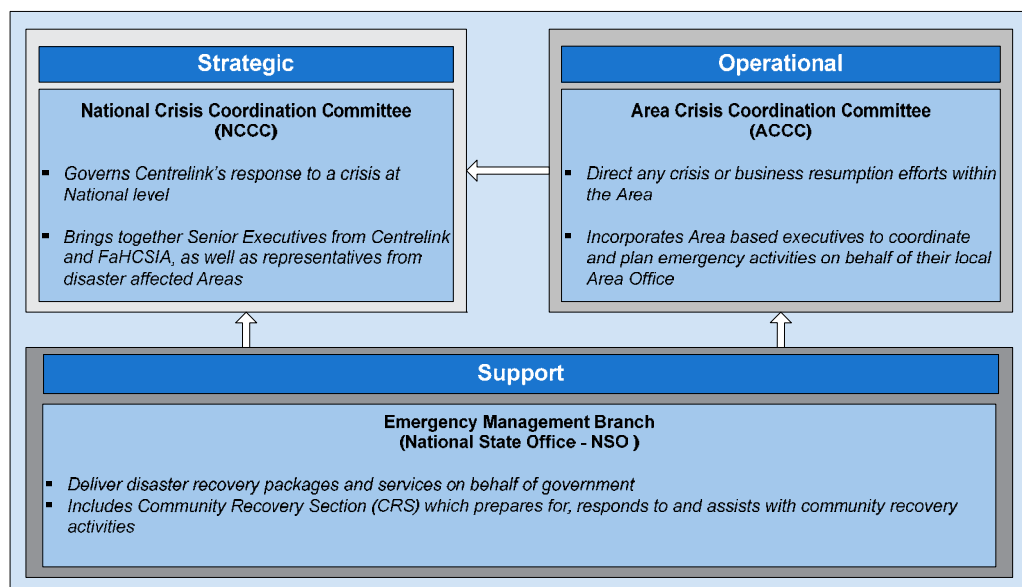 Strategic
National Crisis Coordination Committee
(NCCC)
▪ Governs Centrelink's response to a crisis at
National level
▪ Brings together Senior Executives from Centrelink
and FaHCSIA, as well as representatives from
disaster affected Areas
Operational
Area Crisis Coordination Committee
(ACCC)
▪ Direct any crisis or business resumption efforts within
the Area
▪ Incorporates Area based executives to coordinate
and plan emergency activities on behalf of their local
Area Office
Support
Emergency Management Branch
(National State Office - NSO )
▪ Deliver disaster recovery packages and services on behalf of government
▪ Includes Community Recovery Section (CRS) which prepares for, responds to and assists with community recovery
activities